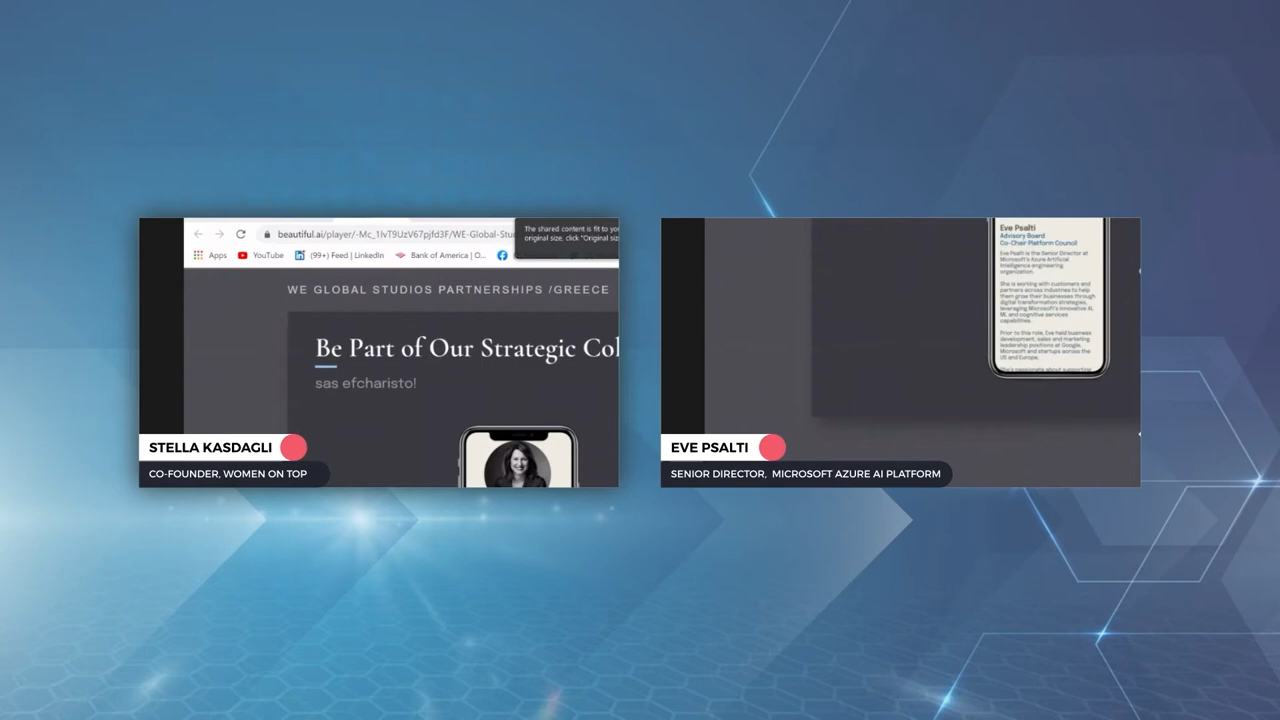 beautiful.ai/player/-Mc_1IvT9UzV67pjfd3F/WE-Global-Stu
The shared content is fit to yo
original size, click "Original siz
Apps YouTube (99+) Feed | LinkedIn Bank of America | O...
WE GLOBAL STUDIOS PARTNERSHIPS /GREECE
Be Part of Our Strategic Col
sas efcharisto!
STELLA KASDAGLI
CO-FOUNDER, WOMEN ON TOP
Eve Psalti
Advisory Board
Co-Chair Platform Council
Eve Psalti is the Senior Director at
Microsoft's Azure Artificial
Intelligence engineering
organization.
She is working with customers and
partners across industries to help
them grow their businesses through
digital transformation strategies,
leveraging Microsoft's innovative AI,
ML and cognitive services
capabilities.
Prior to this role, Eve held business
development, sales and marketing
leadership positions at Google,
Microsoft and startups across the
US and Europe.
She's passionate about supporting
EVE PSALTI
SENIOR DIRECTOR, MICROSOFT AZURE AI PLATFORM